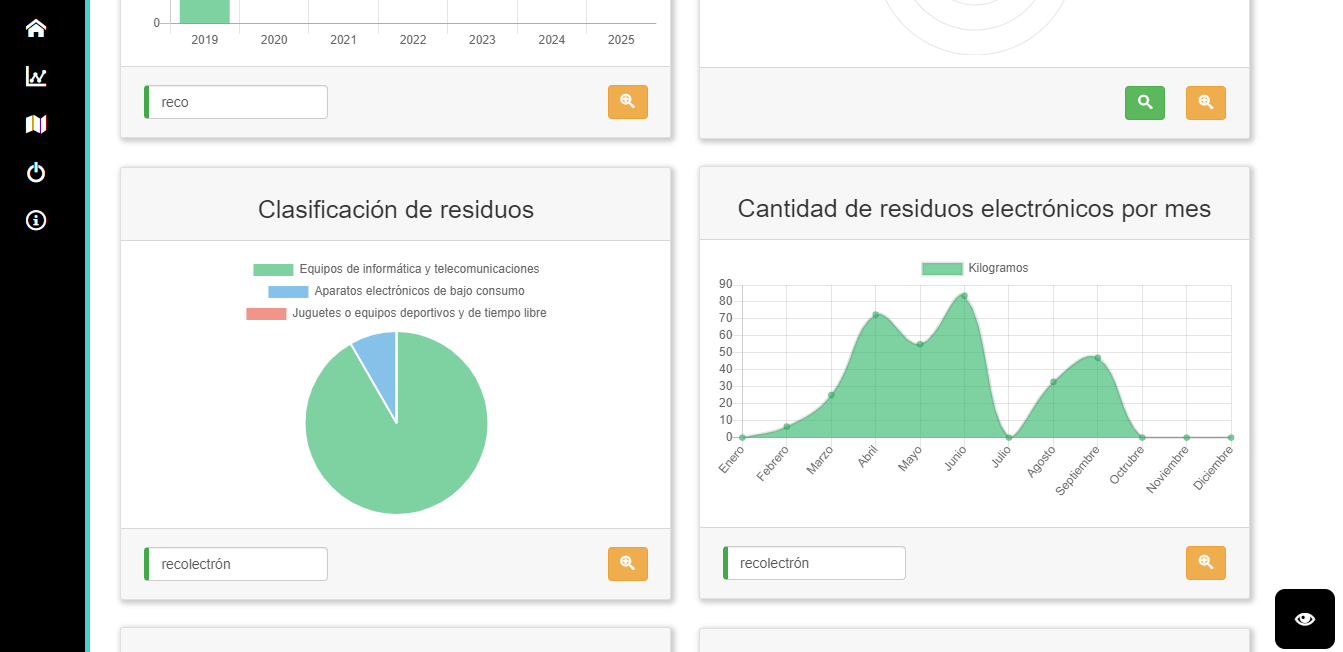 0
2019 2020 2021 2022 2023 2024 2025
reco
Clasificación de residuos
Equipos de informática y telecomunicaciones
Aparatos electrónicos de bajo consumo
Juguetes o equipos deportivos y de tiempo libre
recolectrón
Cantidad de residuos electrónicos por mes
Kilogramos
90
80
70
60
50
40
30
20
10
0
Enero Febrero Marzo Abril Mayo Junio Julio Agosto Septiembre Octrubre Noviembre Diciembre
recolectrón